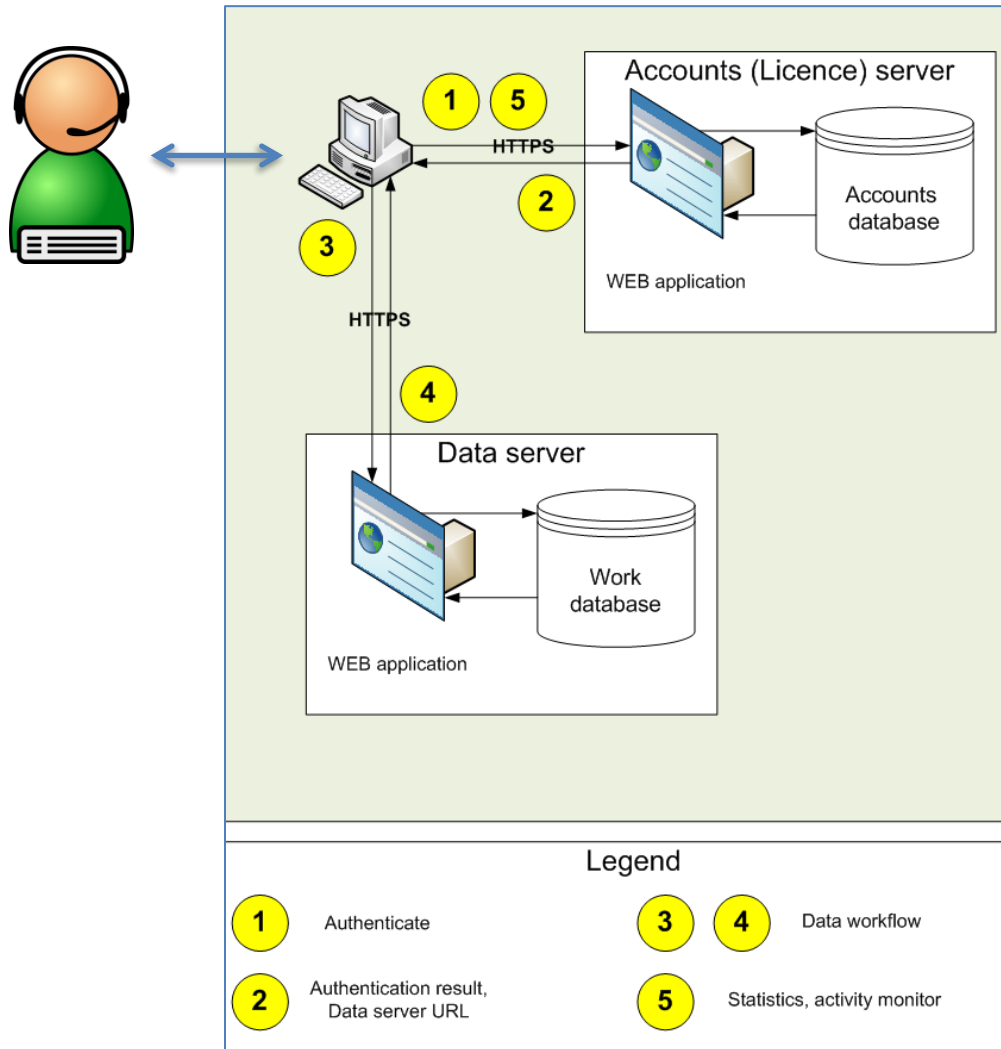 Accounts (Licence) server
1
5
HTTPS
2
Accounts
database
3
WEB application
HTTPS
4
Data server
Work
database
WEB application
Legend
1
Authenticate
3
4
Data workflow
2
Authentication result,
Data server URL
5
Statistics, activity monitor